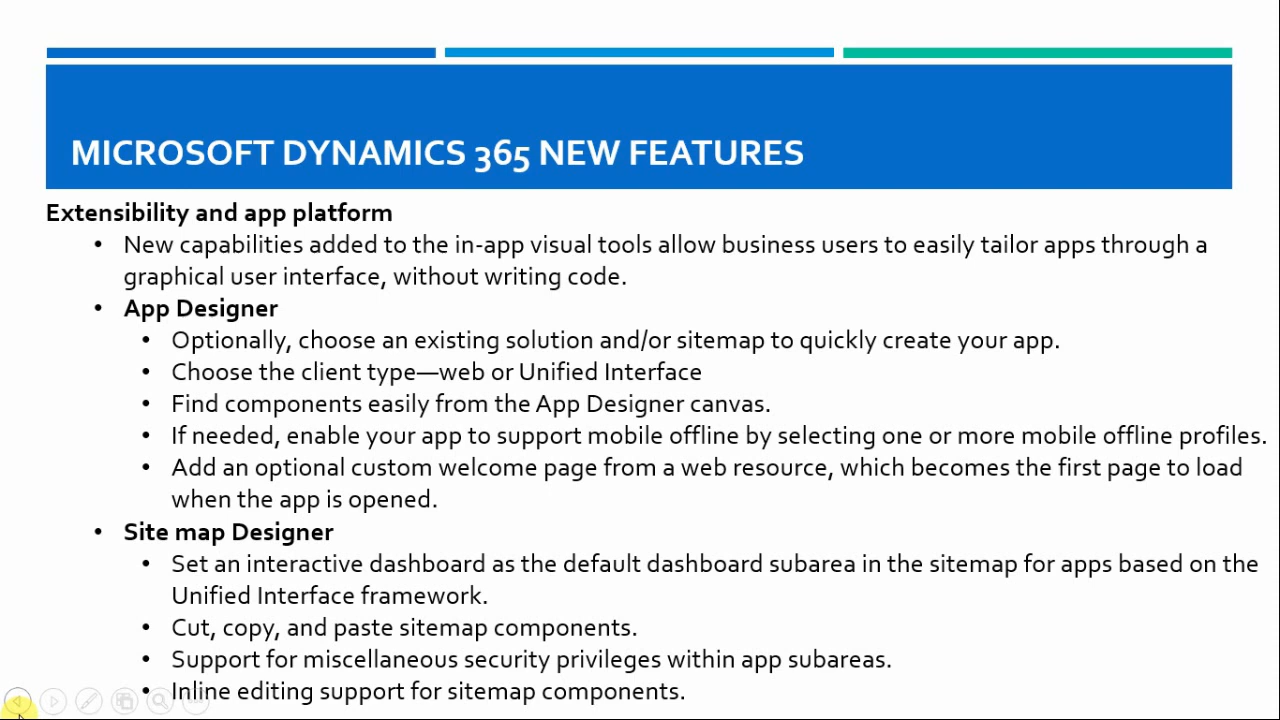 MICROSOFT DYNAMICS 365 NEW FEATURES
Extensibility and app platform
• New capabilities added to the in-app visual tools allow business users to easily tailor apps through a
graphical user interface, without writing code.
• App Designer
• Optionally, choose an existing solution and/or sitemap to quickly create your app.
• Choose the client type—web or Unified Interface
• Find components easily from the App Designer canvas.
• If needed, enable your app to support mobile offline by selecting one or more mobile offline profiles.
• Add an optional custom welcome page from a web resource, which becomes the first page to load
when the app is opened.
• Site map Designer
• Set an interactive dashboard as the default dashboard subarea in the sitemap for apps based on the
Unified Interface framework.
• Cut, copy, and paste sitemap components.
• Support for miscellaneous security privileges within app subareas.
• Inline editing support for sitemap components.